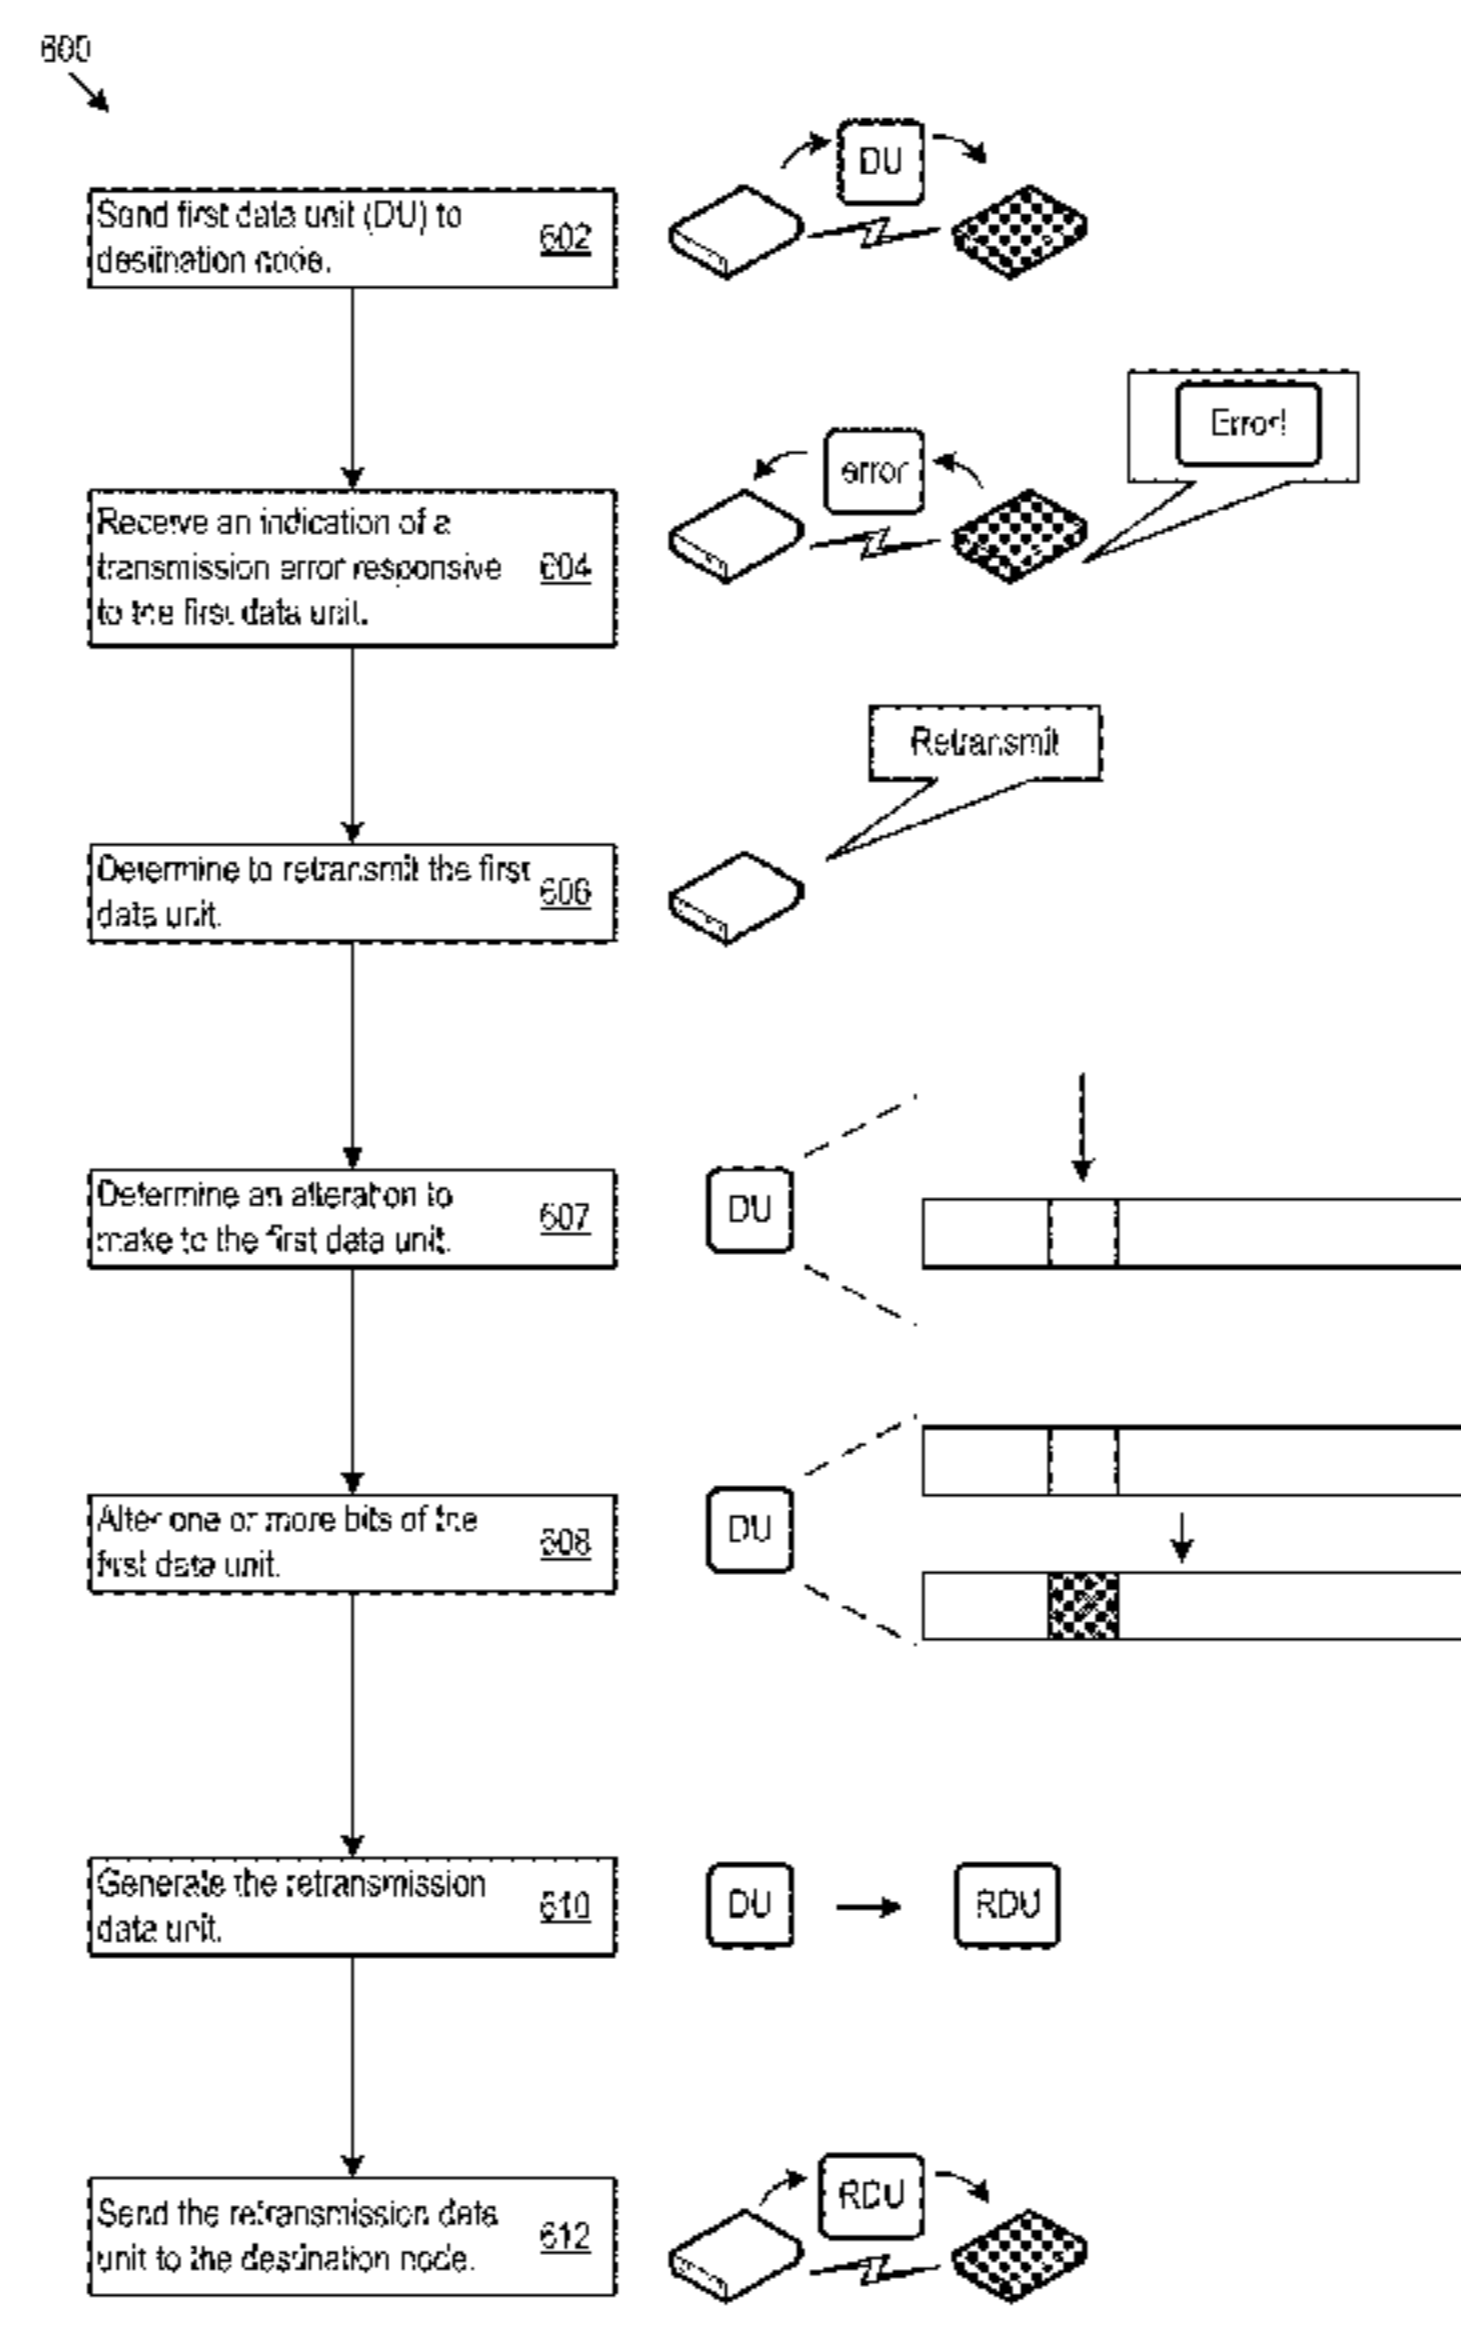 600
DU
Send first data unit (DU) to
destination node.
602
Error!
error
Receive an indication of a
transmission error responsive
to the first data unit.
604
Retransmit
Determine to retransmit the first
data unit.
606
Determine an alteration to
make to the first data unit.
607
DU
Alter one or more bits of the
first data unit.
608
DU
Generate the retransmission
data unit.
610
DU
RDU
Send the retransmission data
unit to the destination node.
612
RDU